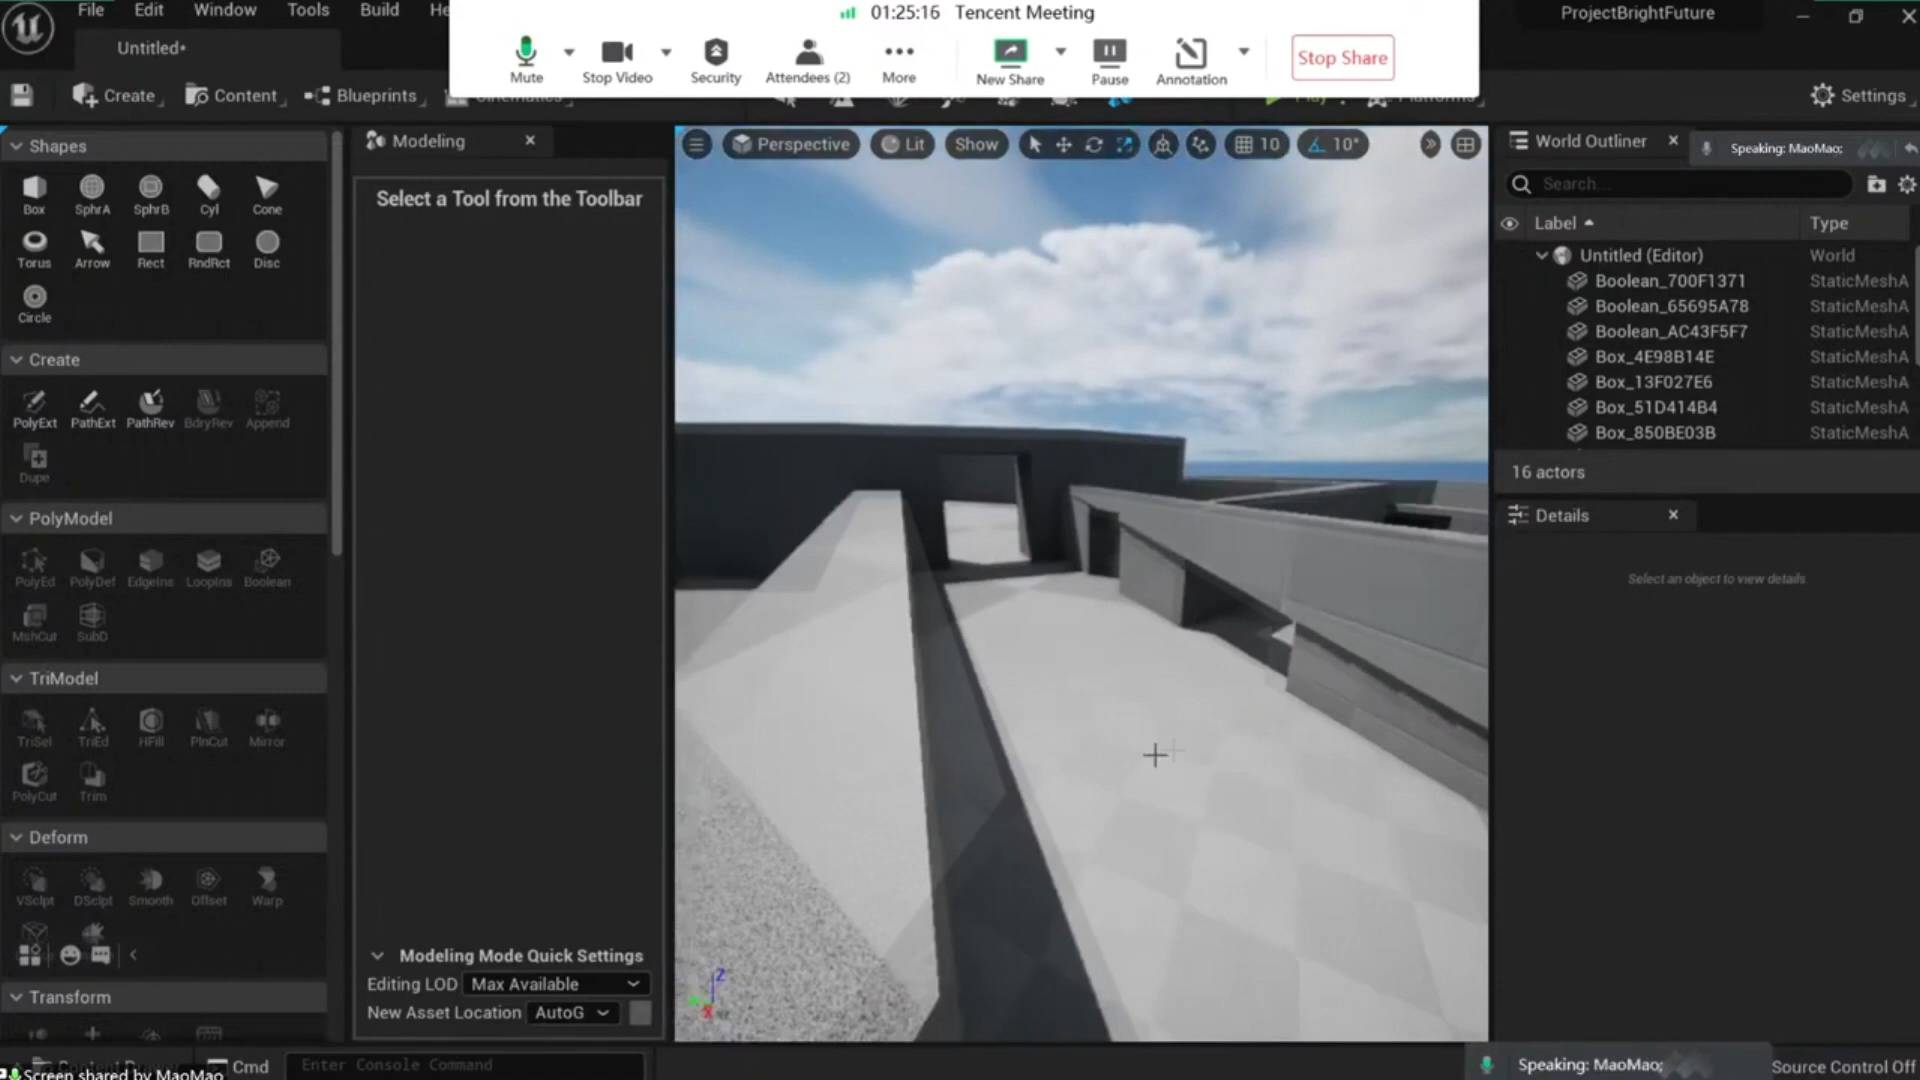 File Edit Window Tools Build He
01:25:16 Tencent Meeting
ProjectBrightFuture
Untitled*
Mute Stop Video Security Attendees (2) More New Share Pause Annotation Stop Share
Create Content Blueprints Settings
Shapes
Modeling
Perspective Lit Show 10 10°
World Outliner
Speaking: MaoMao;
Select a Tool from the Toolbar
Search...
Box SphrA SphrB Cyl Cone
Label Type
Torus Arrow Rect RndRct Disc
Untitled (Editor) World
Boolean_700F1371 StaticMeshA
Circle
Boolean_65695A78 StaticMeshA
Boolean_AC43F5F7 StaticMeshA
Create
Box_4E98B14E StaticMeshA
Box_13F027E6 StaticMeshA
Box_51D414B4 StaticMeshA
PolyExt PathExt PathRev BdryRev Append
Box_850BE03B StaticMeshA
Dupe
16 actors
PolyModel
Details
PolyEd PolyDef EdgeIns LoopIns Boolean
Select an object to view details
MshCut SubD
TriModel
TriSel TriEd HFill PlnCut Mirror
PolyCut Trim
Deform
VSclpt DSclpt Smooth Offset Warp
Modeling Mode Quick Settings
Editing LOD Max Available
Transform
New Asset Location AutoG
Z
X
Cmd Enter Console Command
Speaking: MaoMao;
Source Control Off
Screen shared by MaoMao